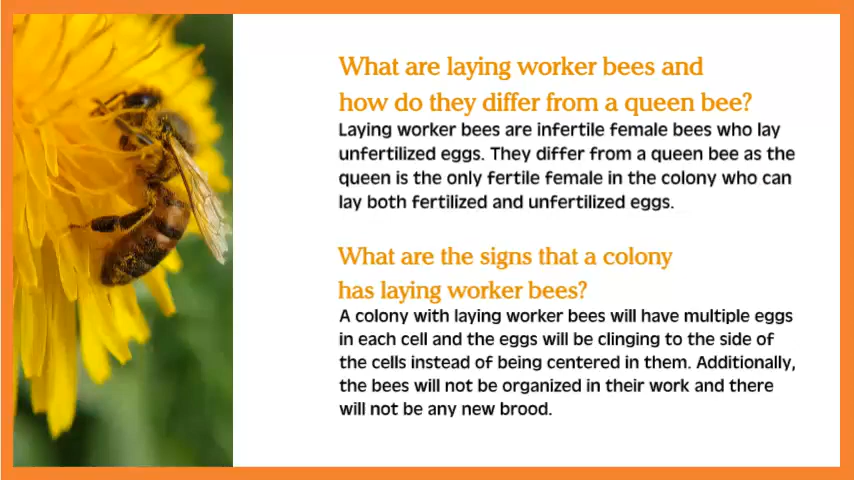 What are laying worker bees and
how do they differ from a queen bee?
Laying worker bees are infertile female bees who lay
unfertilized eggs. They differ from a queen bee as the
queen is the only fertile female in the colony who can
lay both fertilized and unfertilized eggs.
What are the signs that a colony
has laying worker bees?
A colony with laying worker bees will have multiple eggs
in each cell and the eggs will be clinging to the side of
the cells instead of being centered in them. Additionally,
the bees will not be organized in their work and there
will not be any new brood.